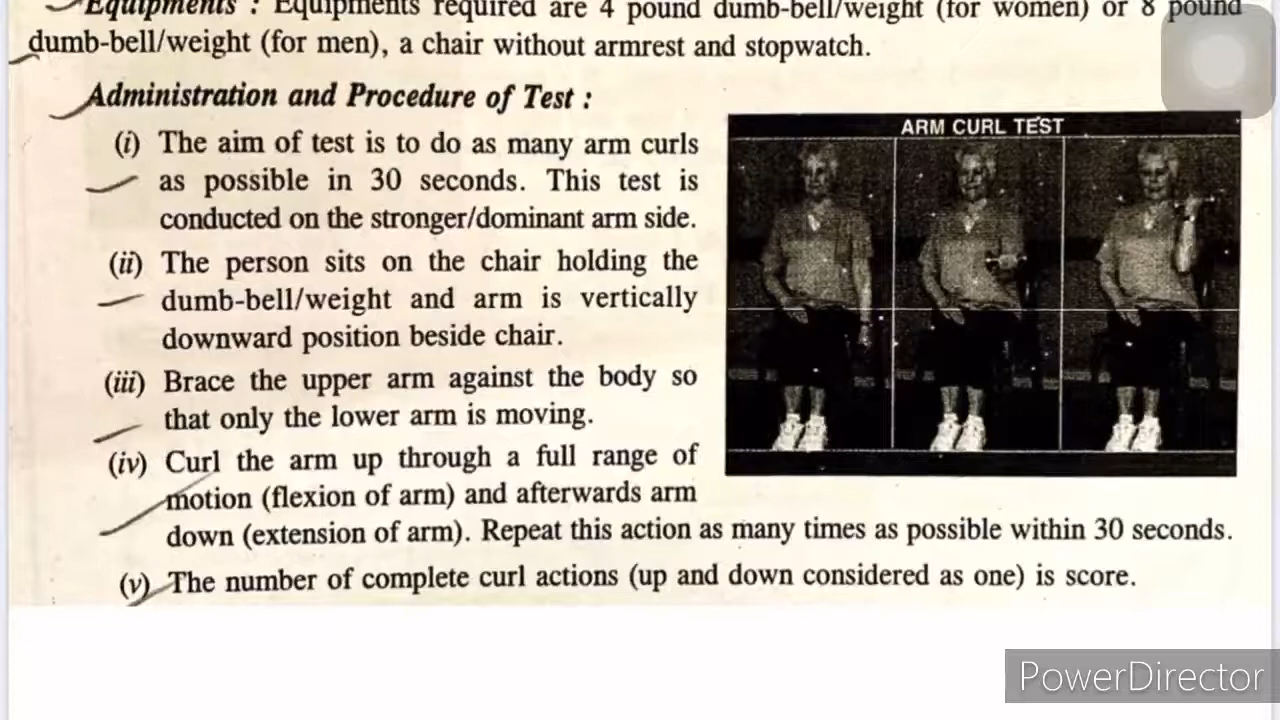 Equipments : Equipments required are 4 pound dumb-bell/weight (for women) or 8 pound
dumb-bell/weight (for men), a chair without armrest and stopwatch.
Administration and Procedure of Test :
(i) The aim of test is to do as many arm curls
as possible in 30 seconds. This test is
conducted on the stronger/dominant arm side.
(ii) The person sits on the chair holding the
dumb-bell/weight and arm is vertically
downward position beside chair.
(iii) Brace the upper arm against the body so
that only the lower arm is moving.
(iv) Curl the arm up through a full range of
motion (flexion of arm) and afterwards arm
down (extension of arm). Repeat this action as many times as possible within 30 seconds.
(v) The number of complete curl actions (up and down considered as one) is score.
ARM CURL TEST
PowerDirector